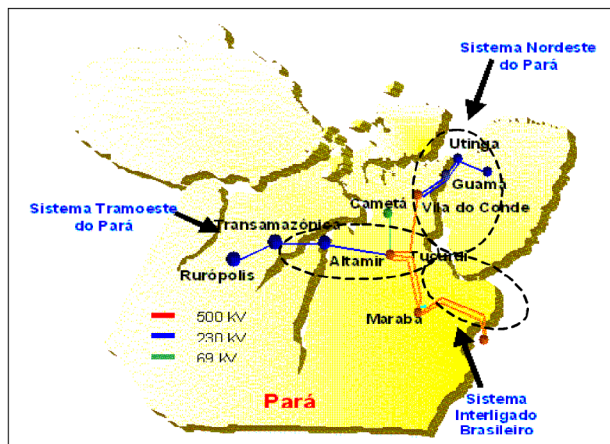 Sistema Nordeste
do Pará
Utinga
Guamá
Cametá
Vila do Conde
Sistema Tramoeste
do Pará
Transamazônica
Altamir
Tucuruí
Rurópolis
500 kV
230 kV
69 kV
Marabá
Pará
Sistema
Interligado
Brasileiro